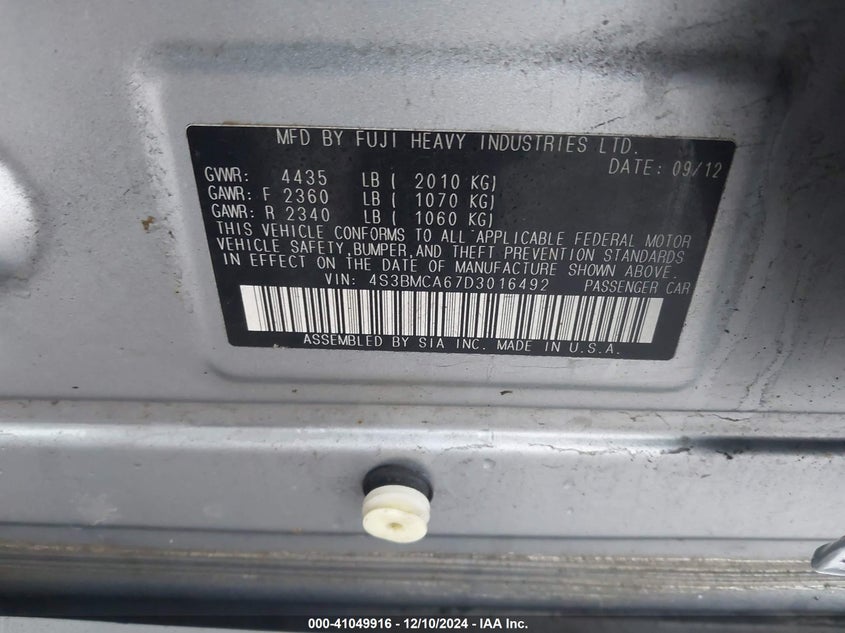 MFD BY FUJI HEAVY INDUSTRIES LTD.
DATE: 09/12
GVWR: 4435 LB ( 2010 KG)
GAWR: F 2360 LB ( 1070 KG)
GAWR: R 2340 LB ( 1060 KG)
THIS VEHICLE CONFORMS TO ALL APPLICABLE FEDERAL MOTOR
VEHICLE SAFETY,BUMPER,AND THEFT PREVENTION STANDARDS
IN EFFECT ON THE DATE OF MANUFACTURE SHOWN ABOVE.
VIN: 4S3BMCA67D3016492 PASSENGER CAR
ASSEMBLED BY SIA INC. MADE IN U.S.A.
000-41049916 - 12/10/2024 - IAA Inc.